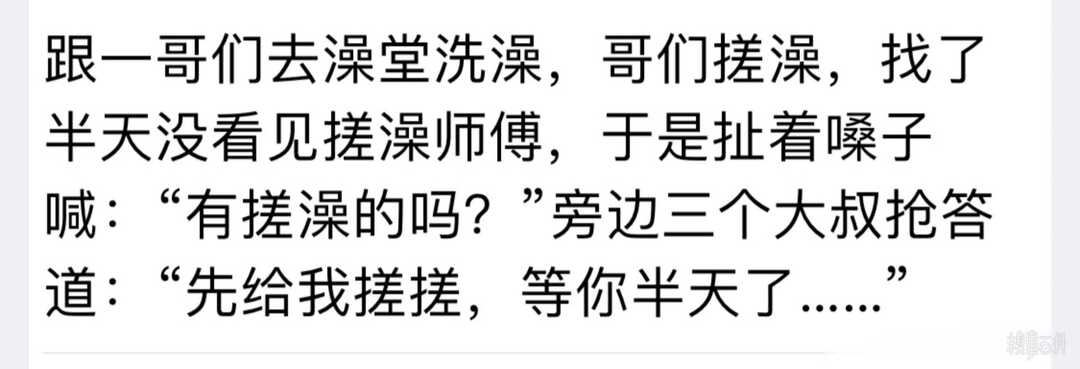 跟一哥们去澡堂洗澡，哥们搓澡，找了
半天没看见搓澡师傅，于是扯着嗓子
喊：“有搓澡的吗？”旁边三个大叔抢答
道：“先给我搓搓，等你半天了……”